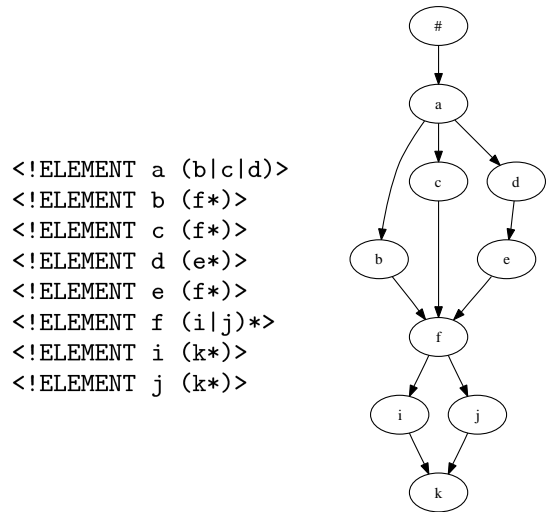 <!ELEMENT a (b|c|d)>
<!ELEMENT b (f*)>
<!ELEMENT c (f*)>
<!ELEMENT d (e*)>
<!ELEMENT e (f*)>
<!ELEMENT f (i|j)*>
<!ELEMENT i (k*)>
<!ELEMENT j (k*)>
#
a
c
d
b
e
f
i
j
k